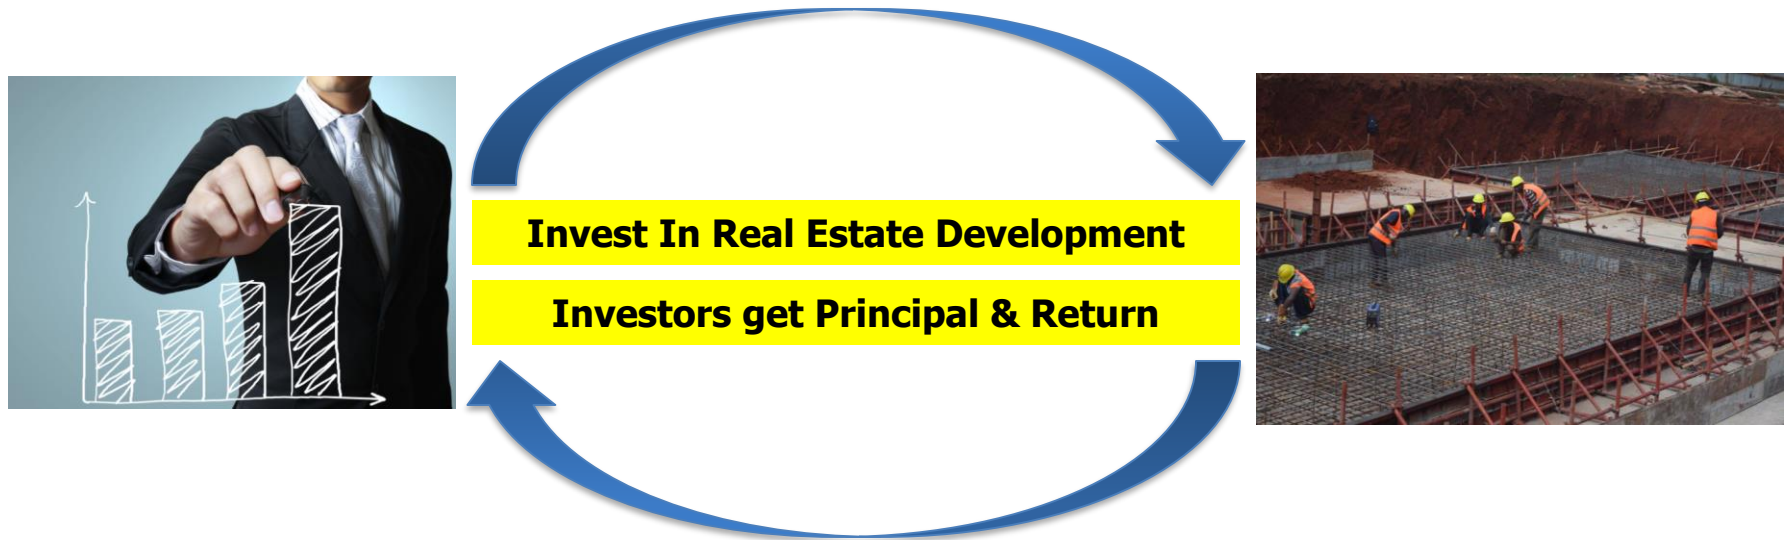 Invest In Real Estate Development
Investors get Principal & Return